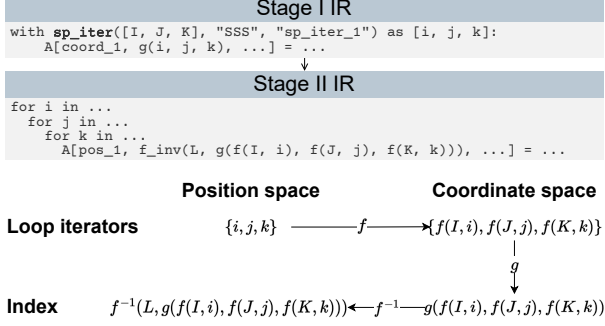 Stage I IR
with sp_iter([I, J, K], "SSS", "sp_iter_1") as [i, j, k]:
A[coord_1, g(i, j, k), ...] = ...
Stage II IR
for i in ...
for j in ...
for k in ...
A[pos_1, f_inv(L, g(f(I, i), f(J, j), f(K, k))), ...] = ...
Position space Coordinate space
Loop iterators {i, j, k} f {f(I, i), f(J, j), f(K, k)}
g
Index f⁻¹(L, g(f(I, i), f(J, j), f(K, k))) f⁻¹ g(f(I, i), f(J, j), f(K, k))